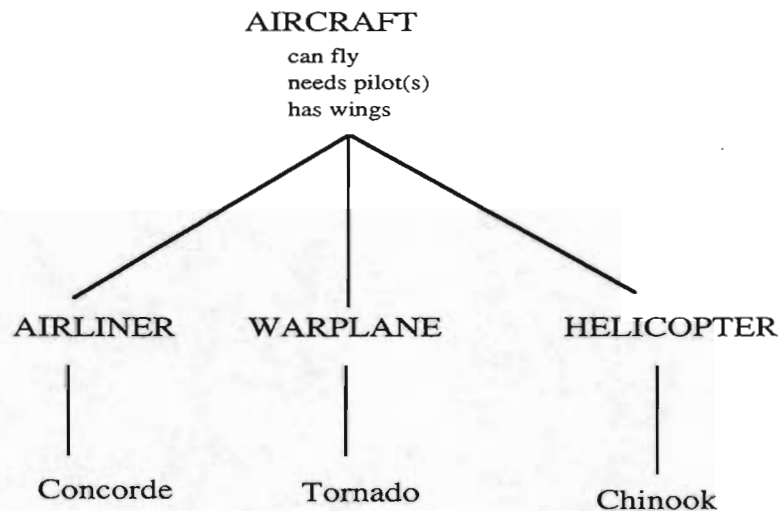 AIRCRAFT
can fly
needs pilot(s)
has wings
AIRLINER WARPLANE HELICOPTER
Concorde Tornado Chinook